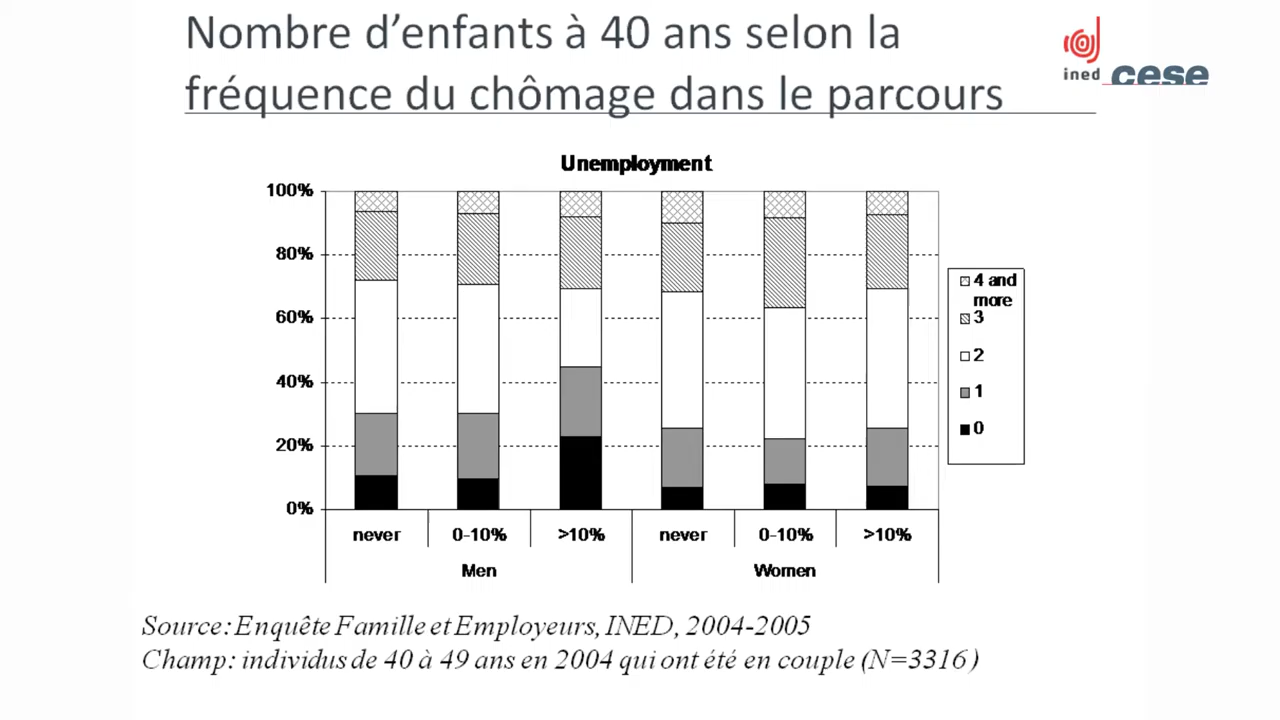 Nombre d’enfants à 40 ans selon la
fréquence du chômage dans le parcours
ined
cese
Unemployment
100%
80%
60%
40%
20%
0%
never
0-10%
>10%
never
0-10%
>10%
Men
Women
4 and
more
3
2
1
0
Source: Enquête Famille et Employeurs, INED, 2004-2005
Champ: individus de 40 à 49 ans en 2004 qui ont été en couple (N=3316)